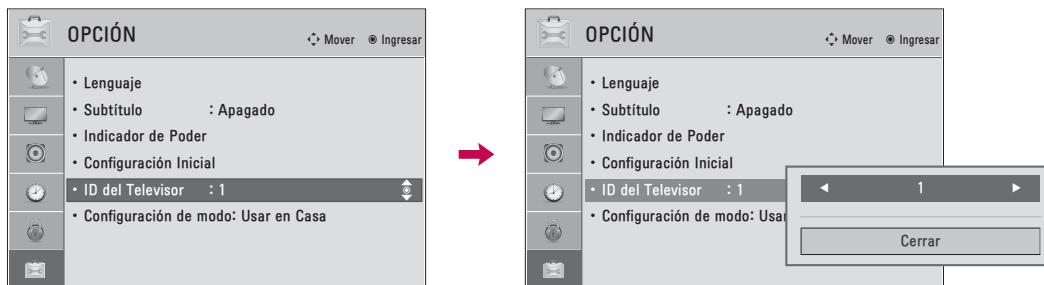 OPCIÓN
Mover
Ingresar
• Lenguaje
• Subtítulo : Apagado
• Indicador de Poder
• Configuración Inicial
• ID del Televisor : 1
• Configuración de modo: Usar en Casa
OPCIÓN
Mover
Ingresar
• Lenguaje
• Subtítulo : Apagado
• Indicador de Poder
• Configuración Inicial
• ID del Televisor : 1
• Configuración de modo: Usar
◄ 1 ►
Cerrar